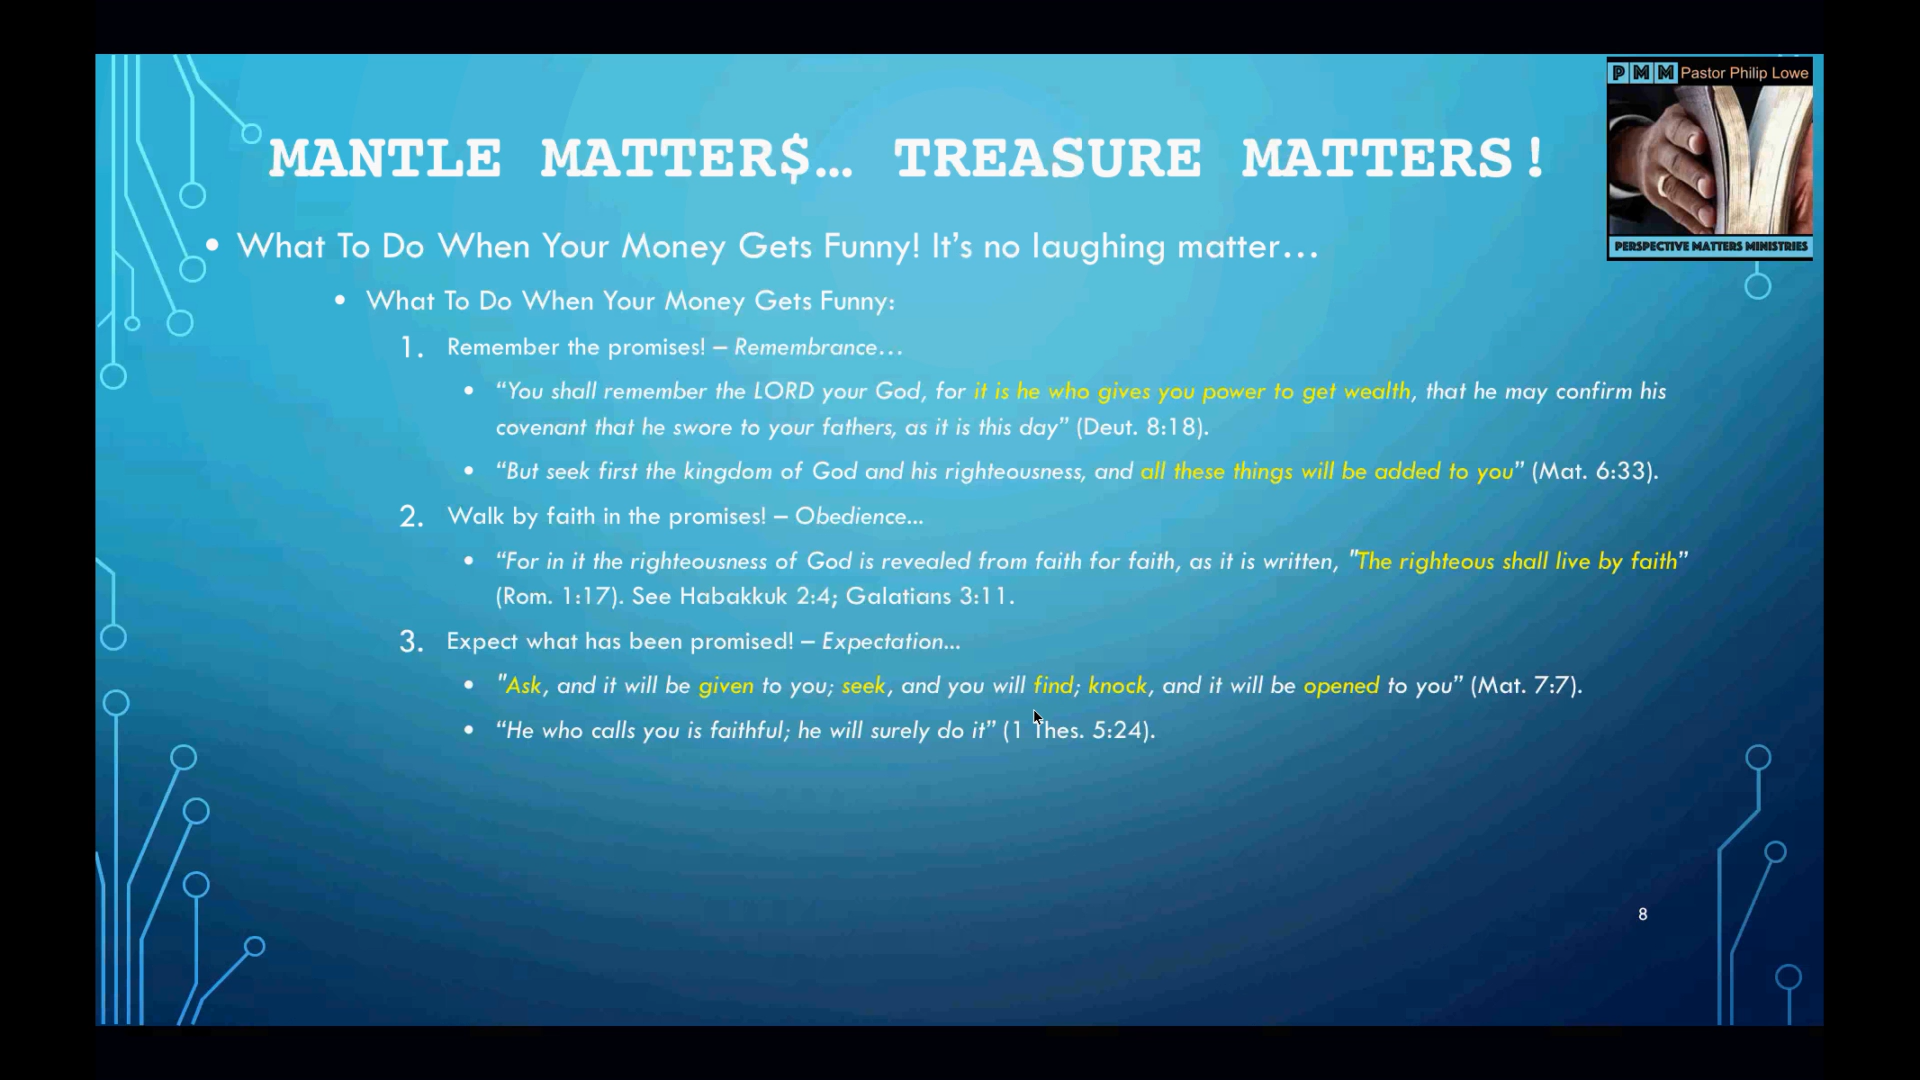 P M M Pastor Philip Lowe
MANTLE MATTER$... TREASURE MATTERS!
PERSPECTIVE MATTERS MINISTRIES
• What To Do When Your Money Gets Funny! It’s no laughing matter…
• What To Do When Your Money Gets Funny:
1. Remember the promises! – Remembrance…
• “You shall remember the LORD your God, for it is he who gives you power to get wealth, that he may confirm his
covenant that he swore to your fathers, as it is this day” (Deut. 8:18).
• “But seek first the kingdom of God and his righteousness, and all these things will be added to you” (Mat. 6:33).
2. Walk by faith in the promises! – Obedience…
• “For in it the righteousness of God is revealed from faith for faith, as it is written, "The righteous shall live by faith”
(Rom. 1:17). See Habakkuk 2:4; Galatians 3:11.
3. Expect what has been promised! – Expectation…
• "Ask, and it will be given to you; seek, and you will find; knock, and it will be opened to you” (Mat. 7:7).
• “He who calls you is faithful; he will surely do it” (1 Thes. 5:24).
8